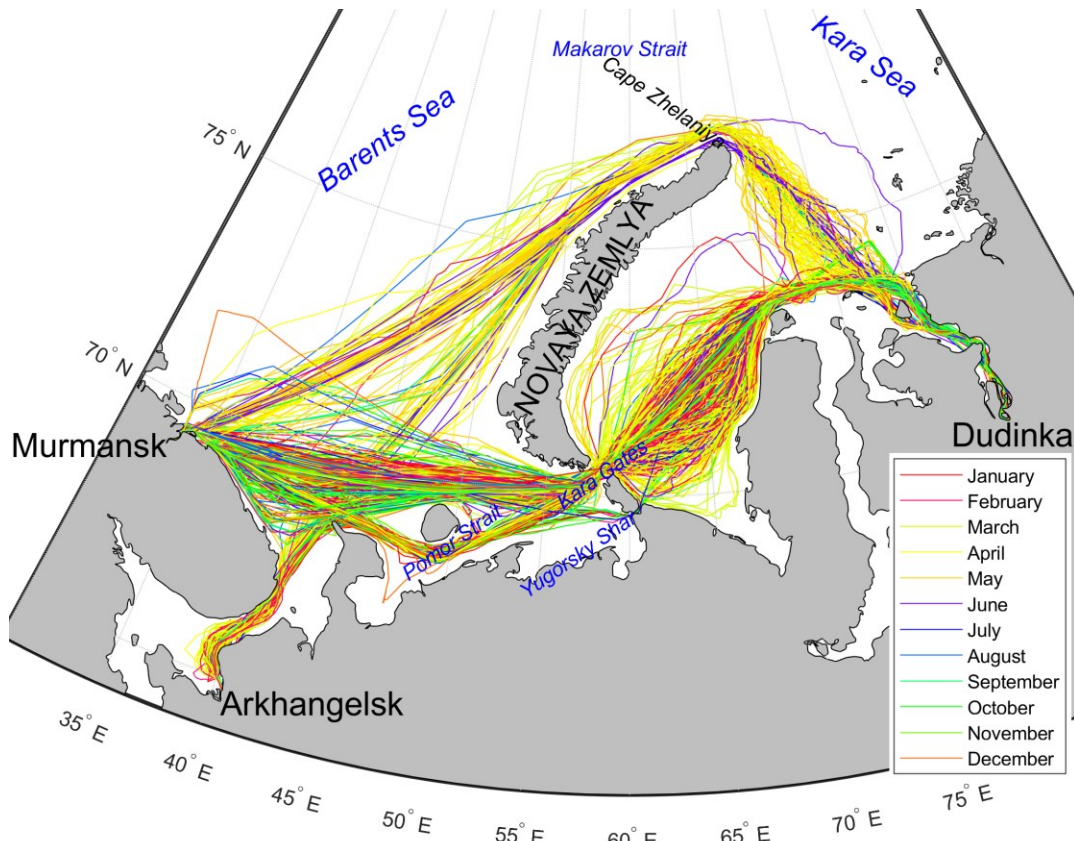 Makarov Strait
Kara Sea
Cape Zhelaniya
Barents Sea
75° N
NOVAYA ZEMLYA
70° N
Murmansk
Dudinka
Kara Gates
Pomor Strait
Yugorsky Shar
Arkhangelsk
January
February
March
April
May
June
July
August
September
October
November
December
35° E
40° E
45° E
50° E
55° E
60° E
65° E
70° E
75° E